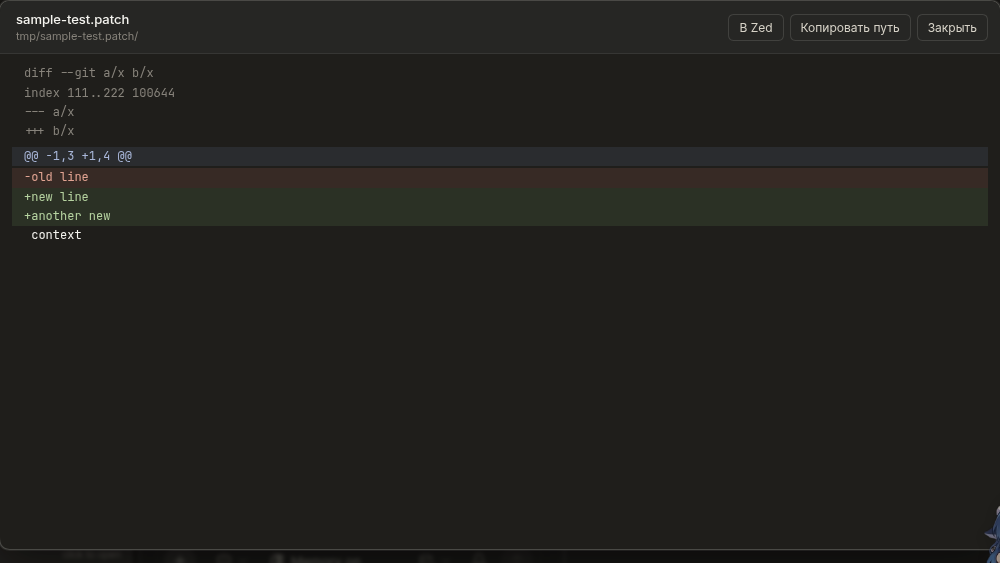 sample-test.patch
tmp/sample-test.patch/
В Zed
Копировать путь
Закрыть
diff --git a/x b/x
index 111..222 100644
--- a/x
+++ b/x
@@ -1,3 +1,4 @@
-old line
+new line
+another new
 context